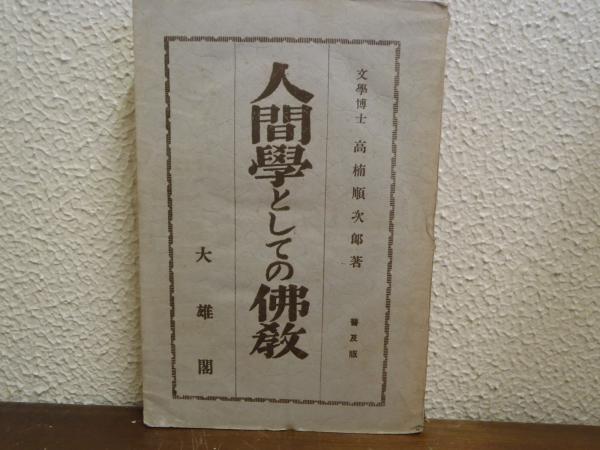 文學博士 高楠順次郎著 普及版
人間學としての佛教
大雄閣